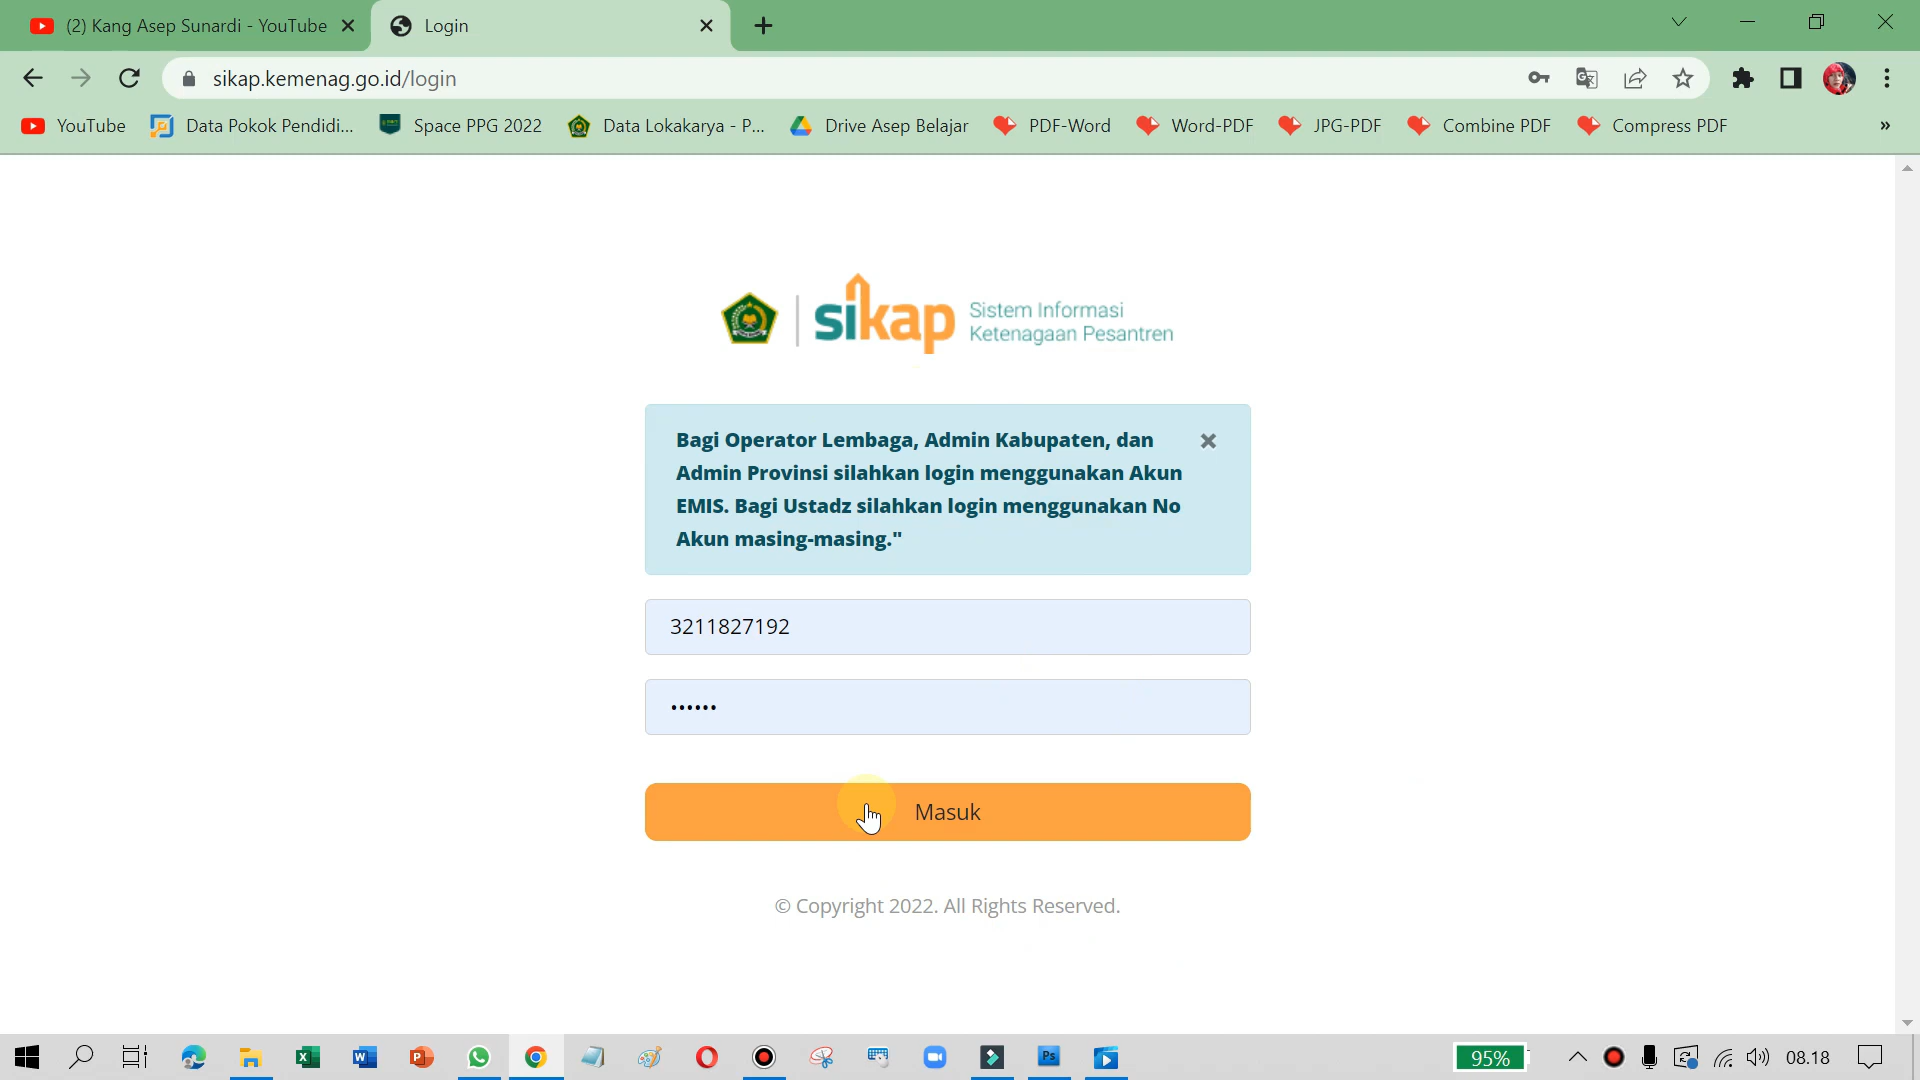 (2) Kang Asep Sunardi - YouTube
Login
sikap.kemenag.go.id/login
YouTube
Data Pokok Pendidi...
Space PPG 2022
Data Lokakarya - P...
Drive Asep Belajar
PDF-Word
Word-PDF
JPG-PDF
Combine PDF
Compress PDF
»
sikap
Sistem Informasi
Ketenagaan Pesantren
Bagi Operator Lembaga, Admin Kabupaten, dan
Admin Provinsi silahkan login menggunakan Akun
EMIS. Bagi Ustadz silahkan login menggunakan No
Akun masing-masing."
3211827192
••••••
Masuk
© Copyright 2022. All Rights Reserved.
95%
08.18